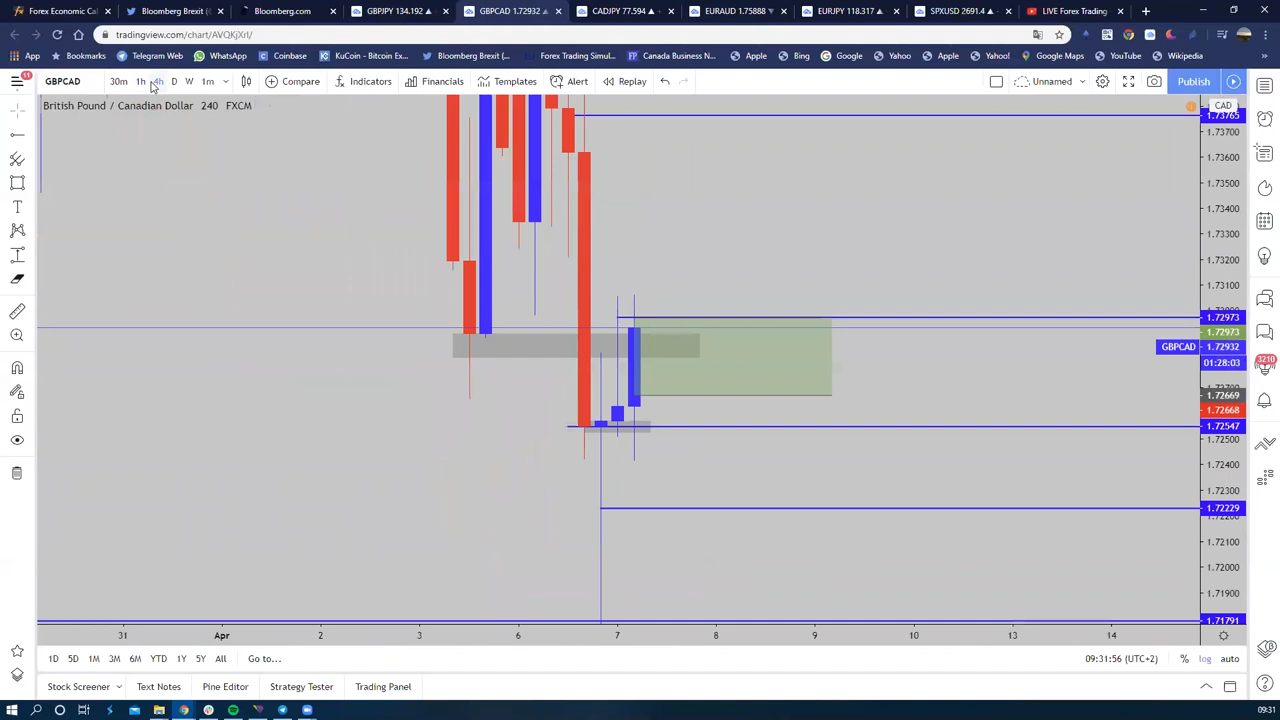 Forex Economic Cal
Bloomberg Brexit (
Bloomberg.com
GBPJPY 134.192 ▲
GBPCAD 1.72932 ▲
CADJPY 77.594 ▲
EURAUD 1.75888 ▼
EURJPY 118.317 ▲
SPXUSD 2691.4
LIVE Forex Trading
tradingview.com/chart/AVQKjXrl/
App
Bookmarks
Telegram Web
WhatsApp
Coinbase
KuCoin - Bitcoin Ex...
Bloomberg Brexit (...
Forex Trading Simul...
Canada Business N...
Apple
Bing
Google
Yahoo
Apple
Yahoo!
Google Maps
YouTube
Wikipedia
11
GBPCAD
30m
1h
4h
D
W
1m
Compare
Indicators
Financials
Templates
Alert
Replay
Unnamed
Publish
British Pound / Canadian Dollar 240 FXCM
CAD
1.73765
1.73700
1.73600
1.73500
1.73400
1.73300
1.73200
1.73100
1.72973
1.72973
GBPCAD
1.72932
01:28:03
1.72669
1.72668
1.72547
1.72500
1.72400
1.72300
1.72229
1.72100
1.72000
1.71900
1.71791
3210
31
Apr
2
3
6
7
8
9
10
13
14
1D
5D
1M
3M
6M
YTD
1Y
5Y
All
Go to...
09:31:56 (UTC+2)
%
log
auto
Stock Screener
Text Notes
Pine Editor
Strategy Tester
Trading Panel
09:31